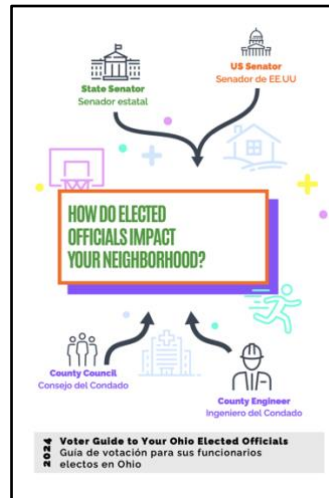 State Senator
Senador estatal
US Senator
Senador de EE.UU
HOW DO ELECTED
OFFICIALS IMPACT
YOUR NEIGHBORHOOD?
County Council
Consejo del Condado
County Engineer
Ingeniero del Condado
2024
Voter Guide to Your Ohio Elected Officials
Guía de votación para sus funcionarios
electos en Ohio